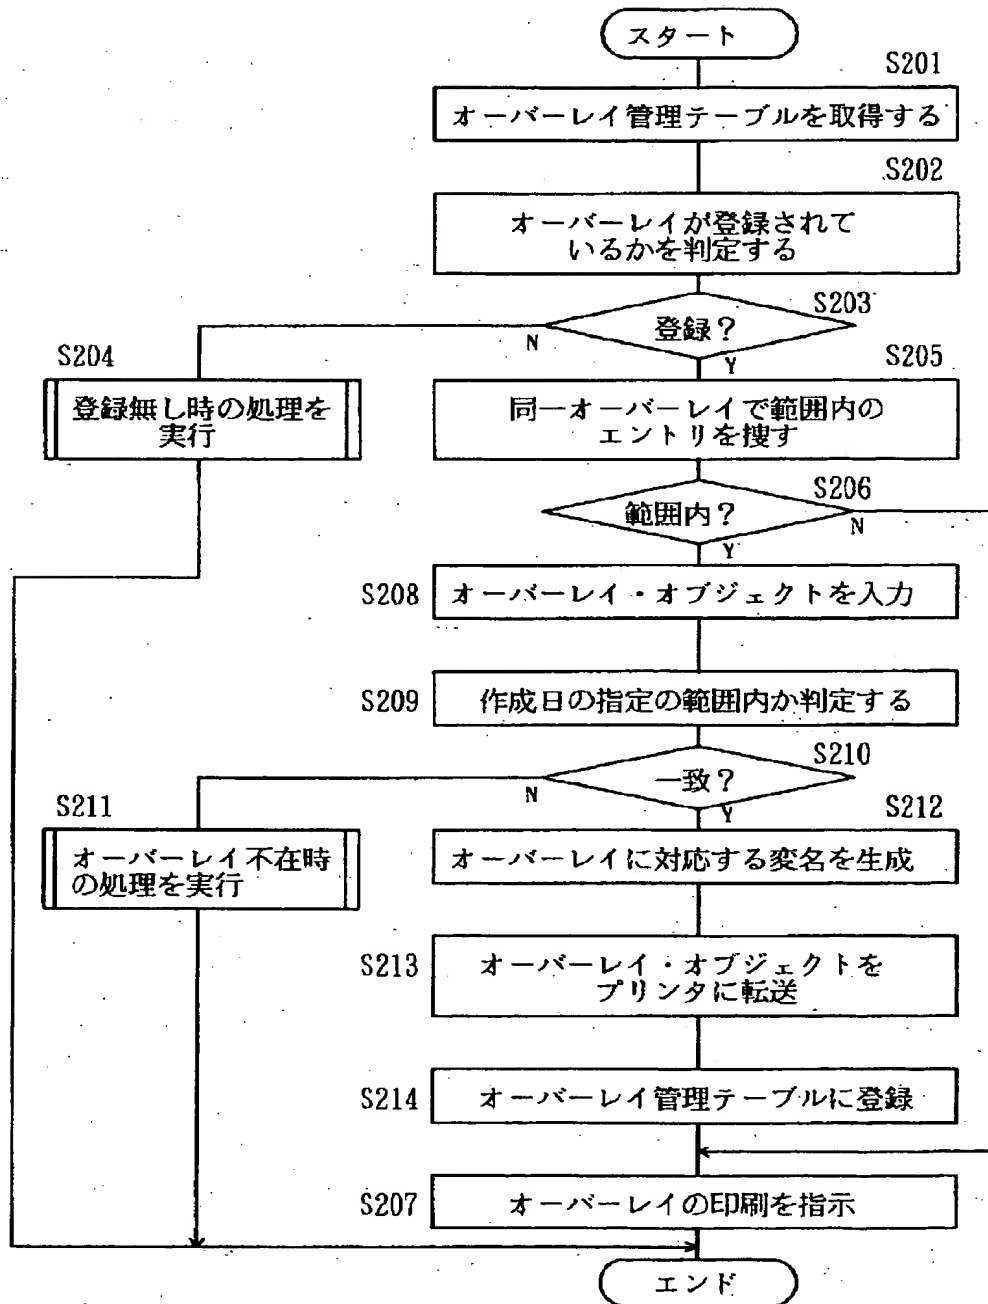 スタート
S201
オーバーレイ管理テーブルを取得する
S202
オーバーレイが登録されて
いるかを判定する
S203
登録?
N
Y
S204
登録無し時の処理を
実行
S205
同一オーバーレイで範囲内の
エントリを捜す
S206
範囲内?
N
Y
S208
オーバーレイ・オブジェクトを入力
S209
作成日の指定の範囲内か判定する
S210
一致?
N
Y
S211
オーバーレイ不在時
の処理を実行
S212
オーバーレイに対応する変名を生成
S213
オーバーレイ・オブジェクトを
プリンタに転送
S214
オーバーレイ管理テーブルに登録
S207
オーバーレイの印刷を指示
エンド